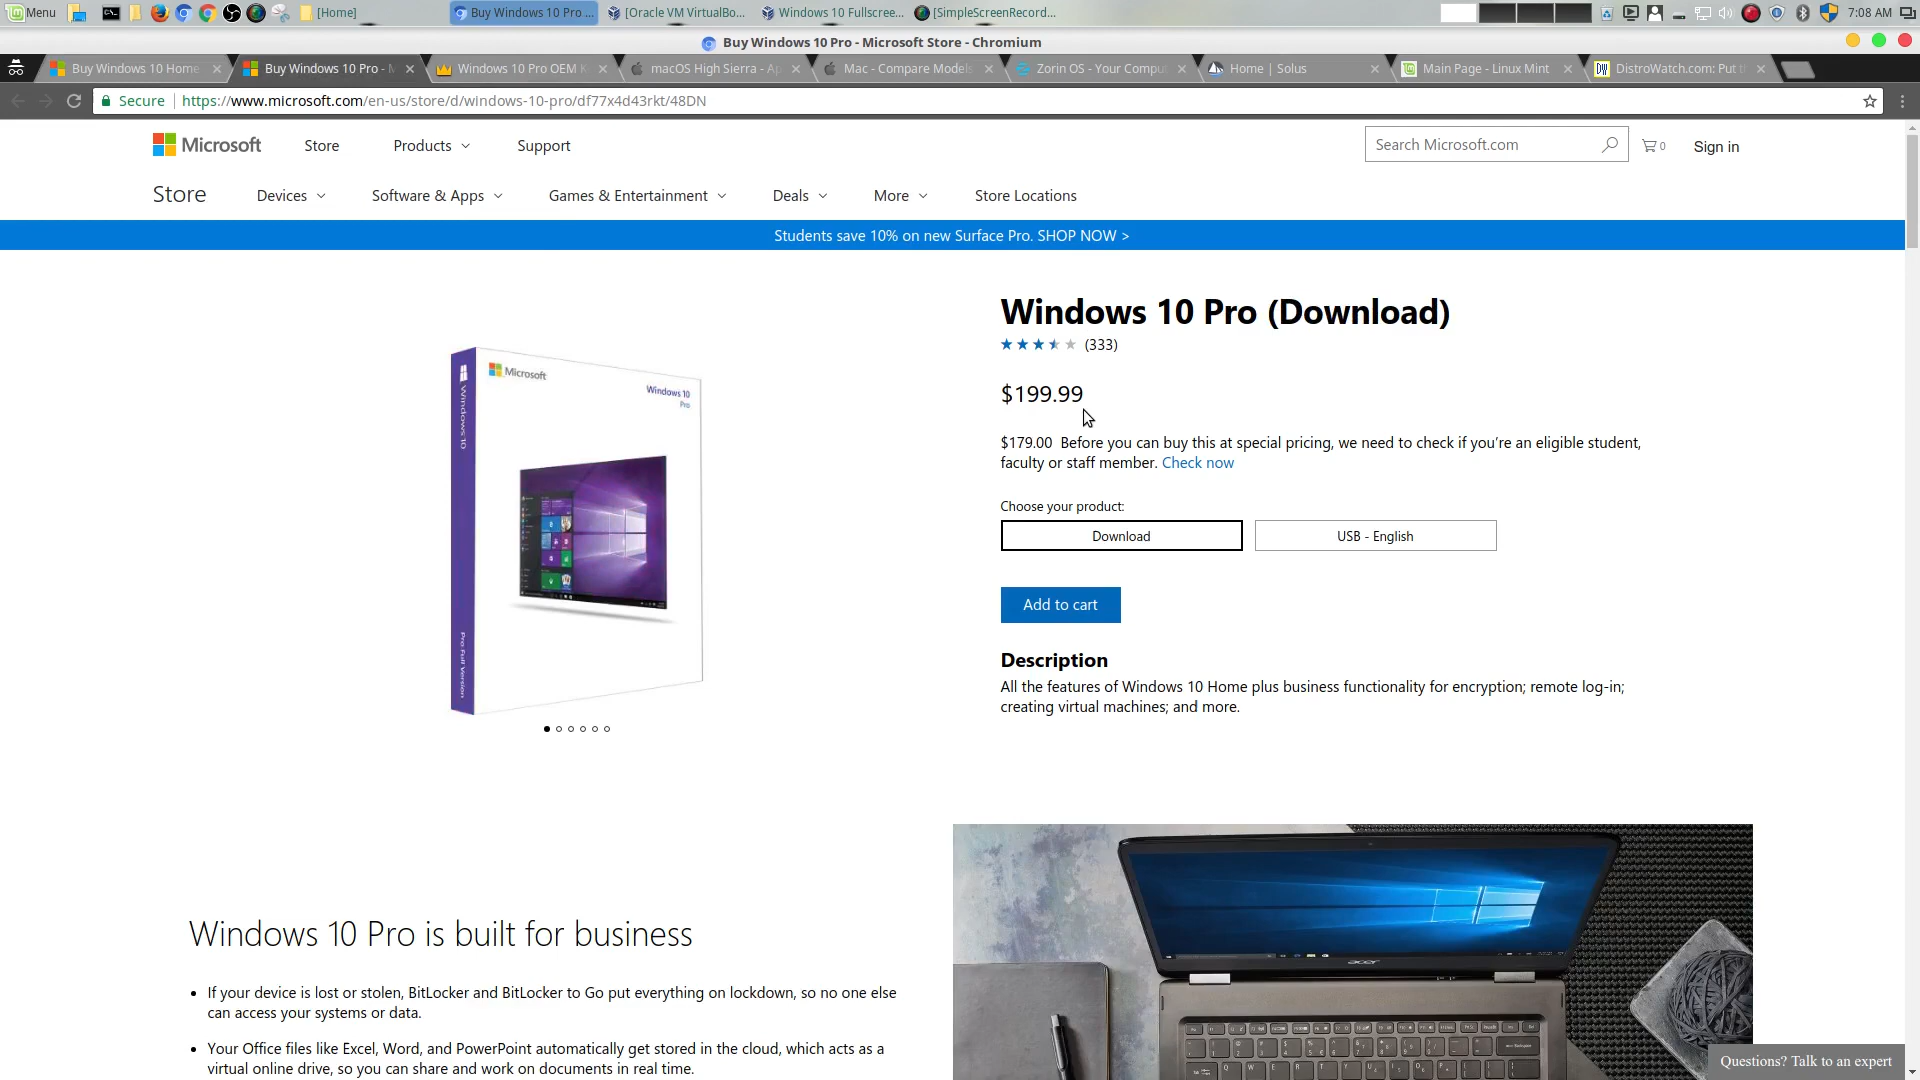 Menu
[Home]
Buy Windows 10 Pro ...
[Oracle VM VirtualBo...
Windows 10 Fullscree...
[SimpleScreenRecord...
7:08 AM
Buy Windows 10 Pro - Microsoft Store - Chromium
Buy Windows 10 Home
Buy Windows 10 Pro - M
Windows 10 Pro OEM K
macOS High Sierra - Ap
Mac - Compare Models
Zorin OS - Your Compu
Home | Solus
Main Page - Linux Mint
DistroWatch.com: Put t
Secure
https://www.microsoft.com/en-us/store/d/windows-10-pro/df77x4d43rkt/48DN
Microsoft
Store
Products
Support
Search Microsoft.com
0
Sign in
Store
Devices
Software & Apps
Games & Entertainment
Deals
More
Store Locations
Students save 10% on new Surface Pro. SHOP NOW >
Microsoft
Windows 10
Pro
Windows 10
Pro Full Version
Windows 10 Pro (Download)
(333)
$199.99
$179.00 Before you can buy this at special pricing, we need to check if you're an eligible student,
faculty or staff member. Check now
Choose your product:
Download
USB - English
Add to cart
Description
All the features of Windows 10 Home plus business functionality for encryption; remote log-in;
creating virtual machines; and more.
Windows 10 Pro is built for business
• If your device is lost or stolen, BitLocker and BitLocker to Go put everything on lockdown, so no one else
can access your systems or data.
• Your Office files like Excel, Word, and PowerPoint automatically get stored in the cloud, which acts as a
virtual online drive, so you can share and work on documents in real time.
acer
Questions? Talk to an expert